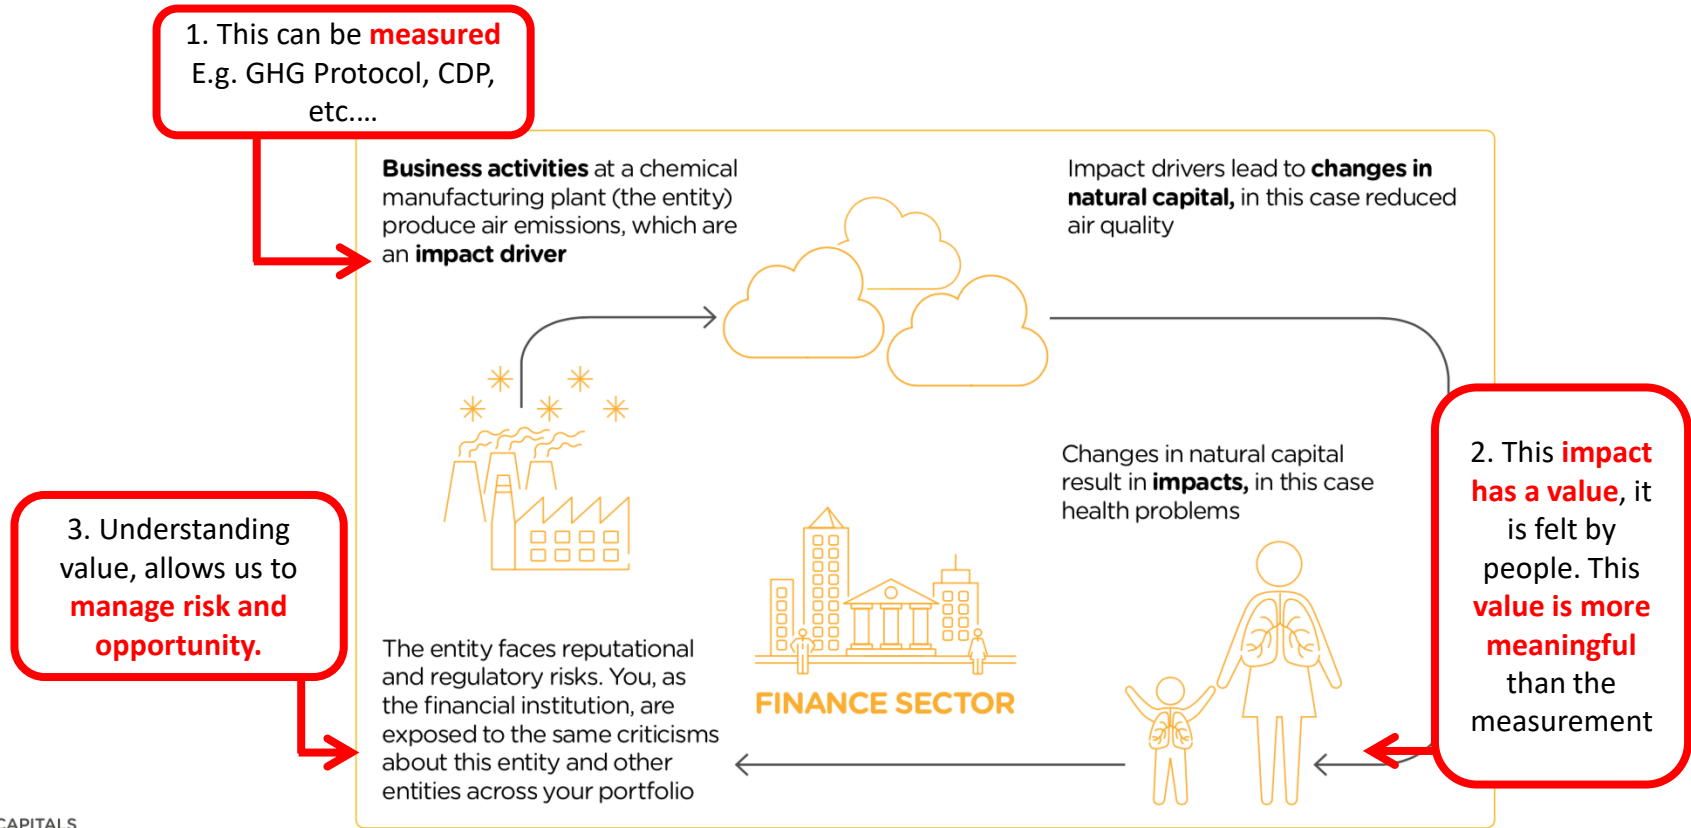 1. This can be measured
E.g. GHG Protocol, CDP,
etc....
Business activities at a chemical
manufacturing plant (the entity)
produce air emissions, which are
an impact driver
Impact drivers lead to changes in
natural capital, in this case reduced
air quality
Changes in natural capital
result in impacts, in this case
health problems
2. This impact
has a value, it
is felt by
people. This
value is more
meaningful
than the
measurement
3. Understanding
value, allows us to
manage risk and
opportunity.
The entity faces reputational
and regulatory risks. You, as
the financial institution, are
exposed to the same criticisms
about this entity and other
entities across your portfolio
FINANCE SECTOR
CAPITALS